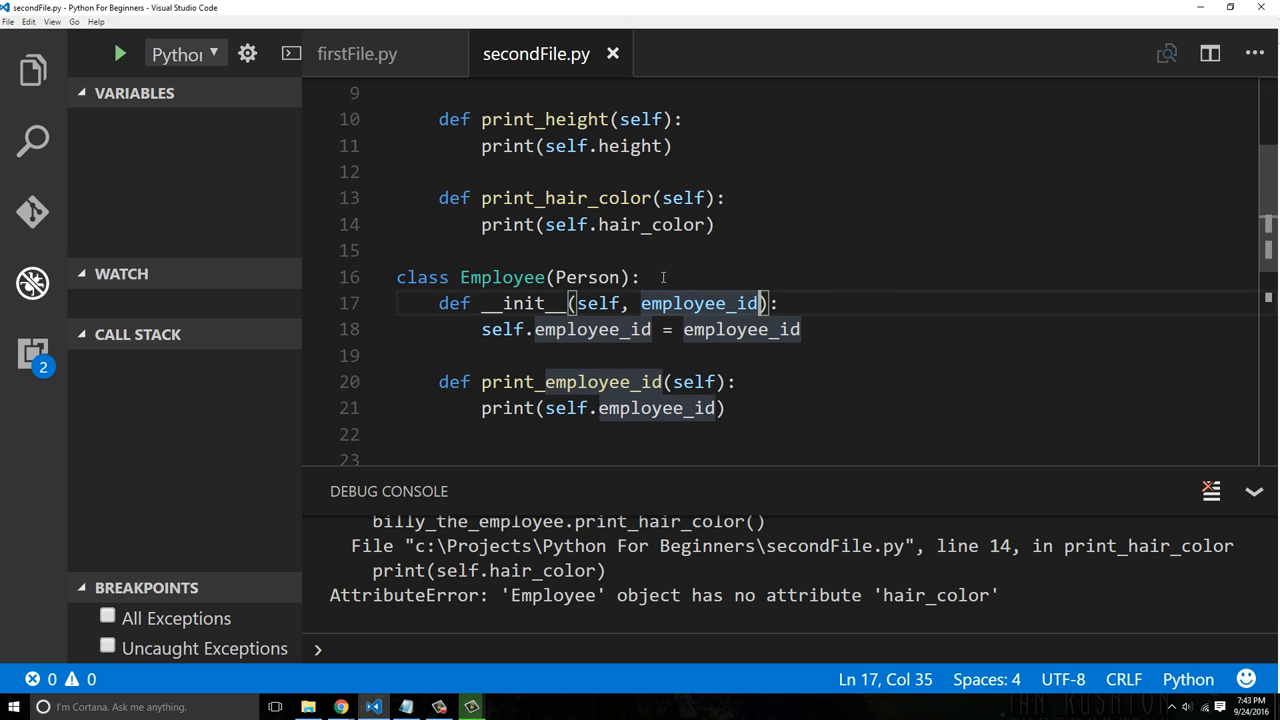 secondFile.py - Python For Beginners - Visual Studio Code
File Edit View Go Help
Pythor
firstFile.py
secondFile.py
VARIABLES
WATCH
CALL STACK
2
BREAKPOINTS
All Exceptions
Uncaught Exceptions
9
10 def print_height(self):
11 print(self.height)
12
13 def print_hair_color(self):
14 print(self.hair_color)
15
16 class Employee(Person):
17 def __init__(self, employee_id):
18 self.employee_id = employee_id
19
20 def print_employee_id(self):
21 print(self.employee_id)
22
23
DEBUG CONSOLE
billy_the_employee.print_hair_color()
File "c:\Projects\Python For Beginners\secondFile.py", line 14, in print_hair_color
print(self.hair_color)
AttributeError: 'Employee' object has no attribute 'hair_color'
0 0
Ln 17, Col 35 Spaces: 4 UTF-8 CRLF Python
I'm Cortana. Ask me anything.
7:43 PM
9/24/2016